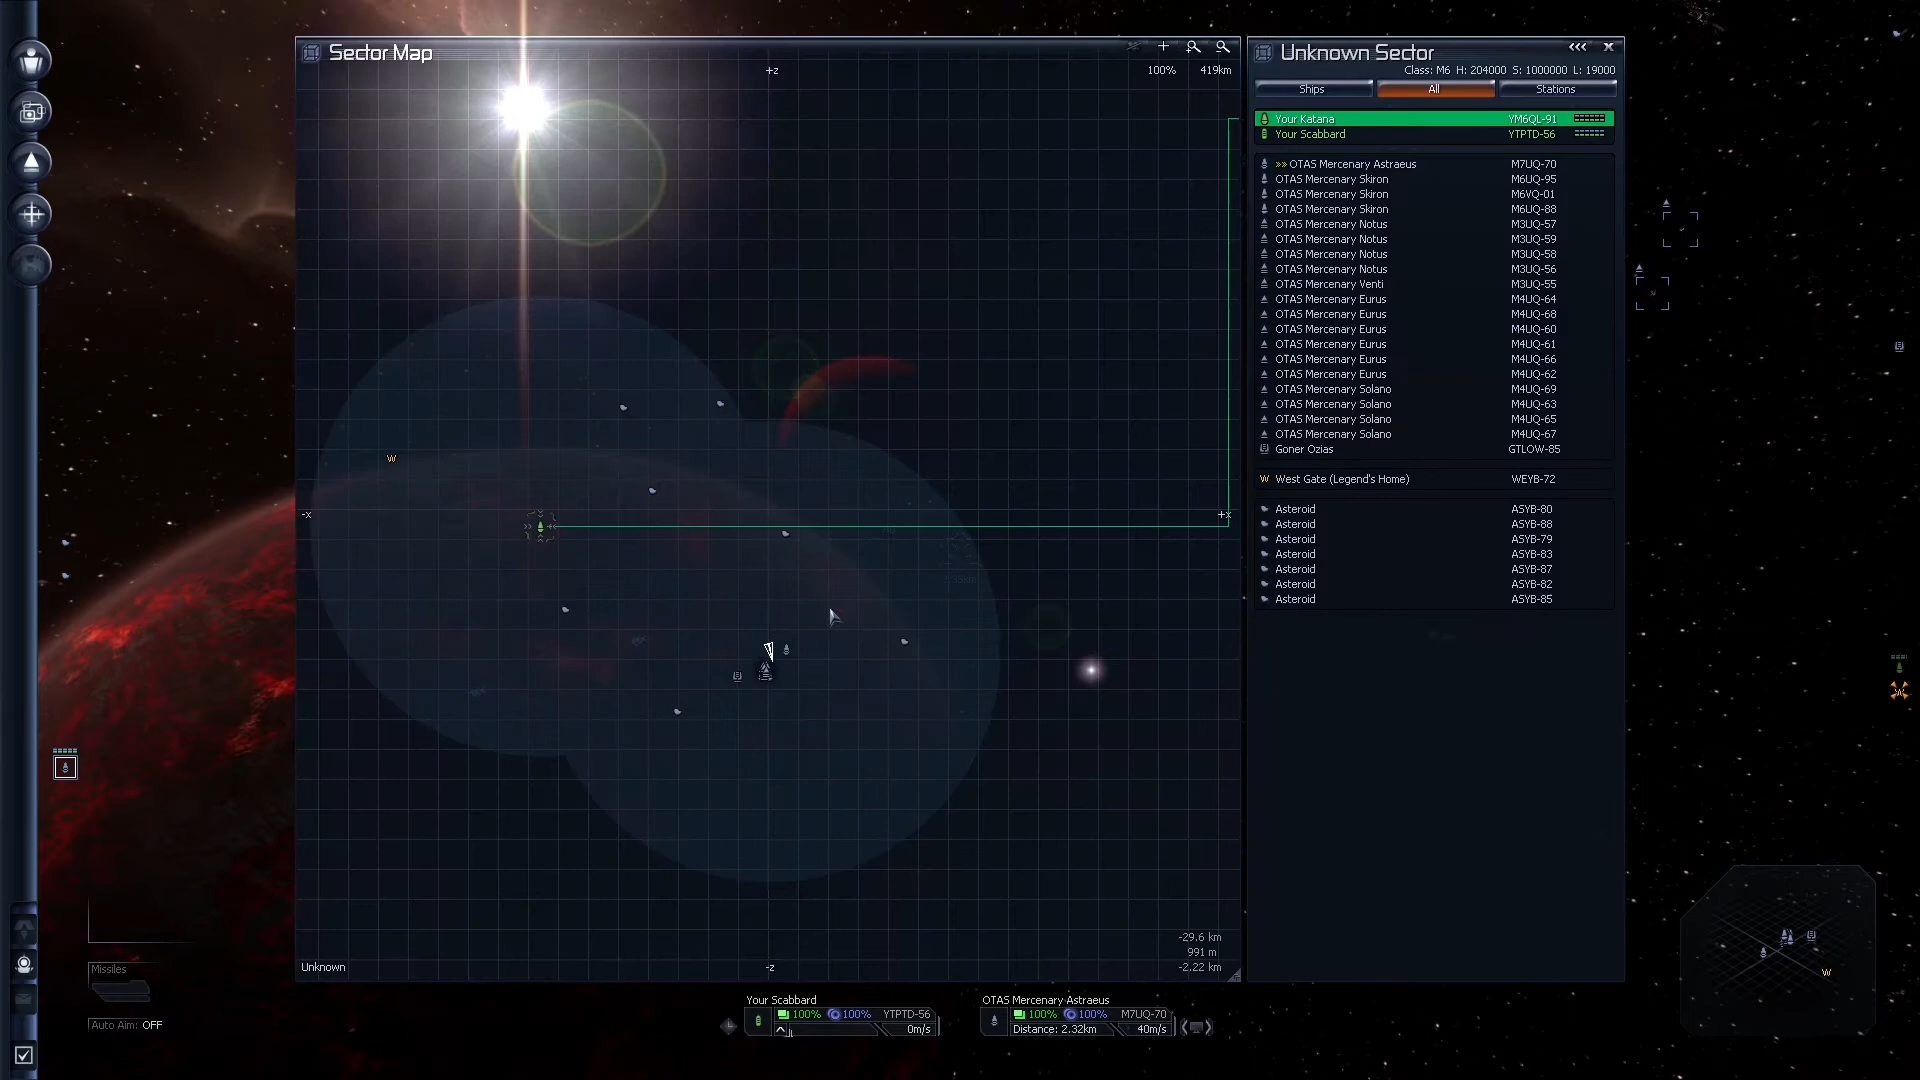 Sector Map
+z
100%
419km
W
-x
+x
-29.6 km
991 m
-2.22 km
Unknown
-z
Unknown Sector
Class: M6 H: 204000 S: 1000000 L: 19000
Ships
All
Stations
Your Katana YM6QL-91
Your Scabbard YTPTD-56
»» OTAS Mercenary Astraeus M7UQ-70
OTAS Mercenary Skiron M6UQ-95
OTAS Mercenary Skiron M6VQ-01
OTAS Mercenary Skiron M6UQ-88
OTAS Mercenary Notus M3UQ-57
OTAS Mercenary Notus M3UQ-59
OTAS Mercenary Notus M3UQ-58
OTAS Mercenary Notus M3UQ-56
OTAS Mercenary Venti M3UQ-55
OTAS Mercenary Eurus M4UQ-64
OTAS Mercenary Eurus M4UQ-68
OTAS Mercenary Eurus M4UQ-60
OTAS Mercenary Eurus M4UQ-61
OTAS Mercenary Eurus M4UQ-66
OTAS Mercenary Eurus M4UQ-62
OTAS Mercenary Solano M4UQ-69
OTAS Mercenary Solano M4UQ-63
OTAS Mercenary Solano M4UQ-65
OTAS Mercenary Solano M4UQ-67
Goner Ozias GTLOW-85
W West Gate (Legend's Home) WEYB-72
Asteroid ASYB-80
Asteroid ASYB-88
Asteroid ASYB-79
Asteroid ASYB-83
Asteroid ASYB-87
Asteroid ASYB-82
Asteroid ASYB-85
W
Missiles
Auto Aim: OFF
Your Scabbard
100% 100% YTPTD-56
0m/s
OTAS Mercenary Astraeus
100% 100% M7UQ-70
Distance: 2.32km 40m/s